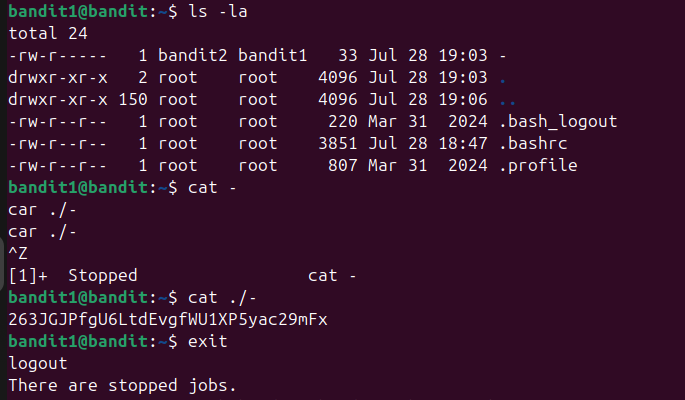 bandit1@bandit:~$ ls -la
total 24
-rw-r-----   1 bandit2 bandit1   33 Jul 28 19:03 -
drwxr-xr-x   2 root    root    4096 Jul 28 19:03 .
drwxr-xr-x 150 root    root    4096 Jul 28 19:06 ..
-rw-r--r--   1 root    root     220 Mar 31  2024 .bash_logout
-rw-r--r--   1 root    root    3851 Jul 28 18:47 .bashrc
-rw-r--r--   1 root    root     807 Mar 31  2024 .profile
bandit1@bandit:~$ cat -
car ./-
car ./-
^Z
[1]+  Stopped                 cat -
bandit1@bandit:~$ cat ./-
263JGJPfgU6LtdEvgfWU1XP5yac29mFx
bandit1@bandit:~$ exit
logout
There are stopped jobs.